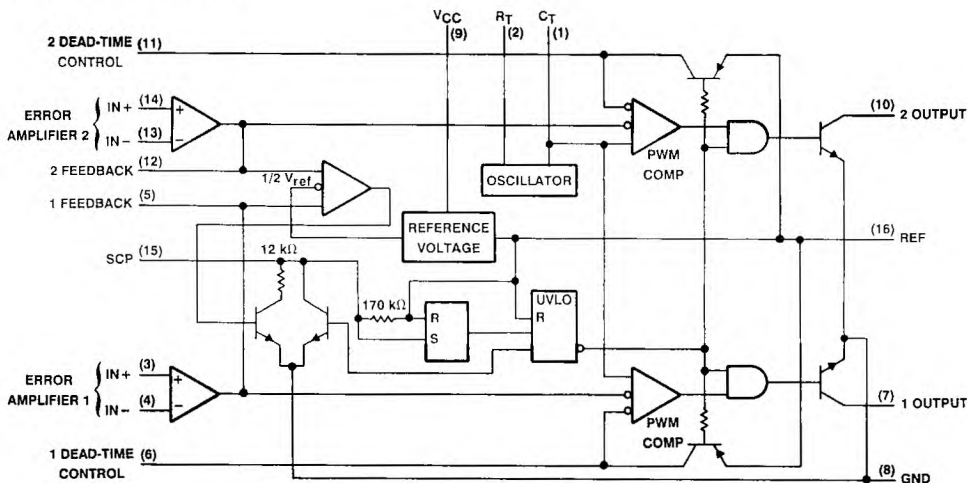 VCC RT CT
(9) (2) (1)
2 DEAD-TIME (11)
CONTROL
ERROR
AMPLIFIER 2
IN+ (14)
IN− (13)
+
−
2 FEEDBACK (12)
1 FEEDBACK (5)
1/2 Vref
OSCILLATOR
PWM
COMP
(10) 2 OUTPUT
REFERENCE
VOLTAGE
(16) REF
SCP (15)
12 kΩ
170 kΩ
R
S
UVLO
R
ERROR
AMPLIFIER 1
IN+ (3)
IN− (4)
+
−
PWM
COMP
(7) 1 OUTPUT
1 DEAD-TIME (6)
CONTROL
(8) GND